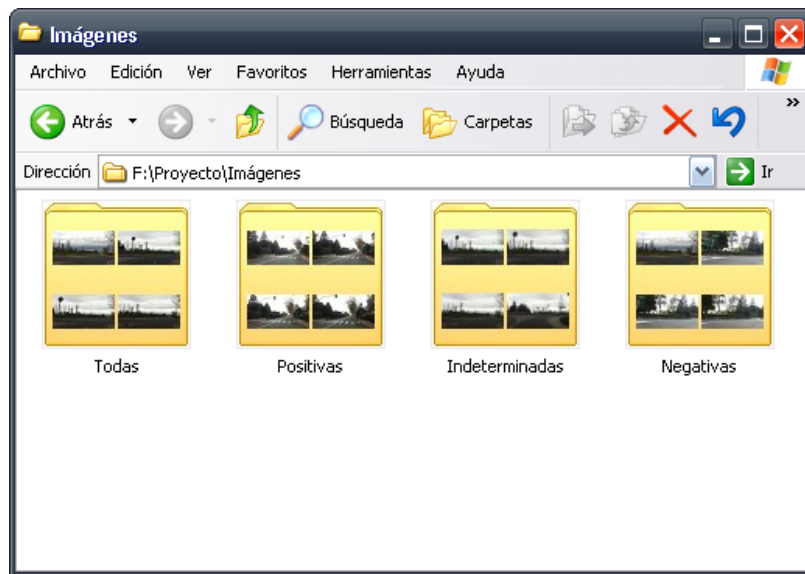 Imágenes
Archivo Edición Ver Favoritos Herramientas Ayuda
Atrás Búsqueda Carpetas »
Dirección F:\Proyecto\Imágenes Ir
Todas Positivas Indeterminadas Negativas